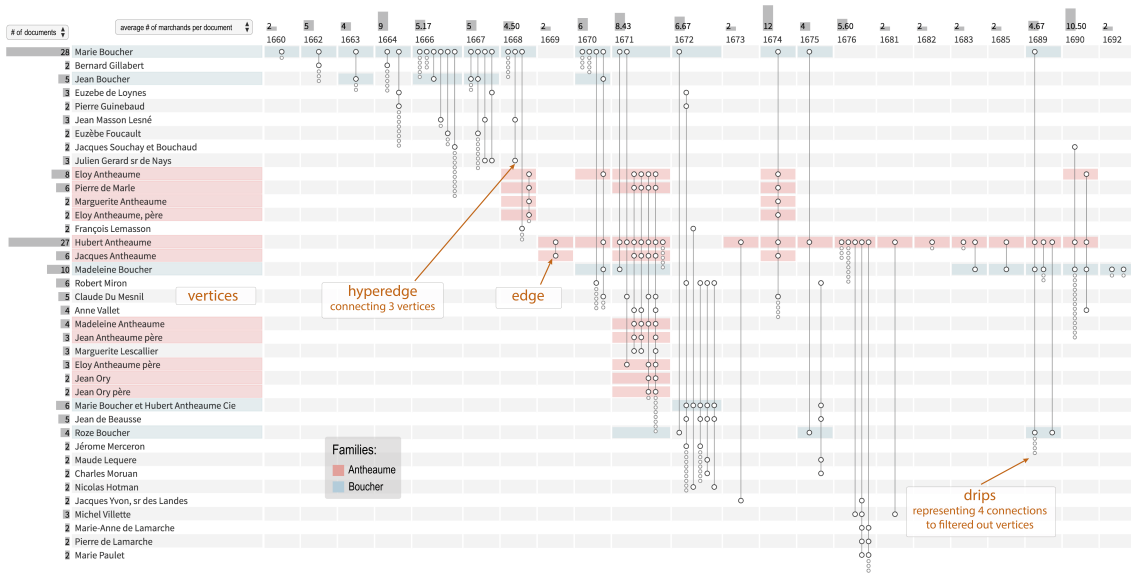 # of documents
average # of marchands per document
2 5 4 9 5.17 5 4.50 2 6 8.43 6.67 2 12 4 5.60 2 2 2 2 4.67 10.50 2
1660 1662 1663 1664 1666 1667 1668 1669 1670 1671 1672 1673 1674 1675 1676 1681 1682 1683 1685 1689 1690 1692
28 Marie Boucher
2 Bernard Gillabert
5 Jean Boucher
3 Euzebe de Loynes
2 Pierre Guinebaud
3 Jean Masson Lesné
2 Euzèbe Foucault
2 Jacques Souchay et Bouchaud
3 Julien Gerard sr de Nays
8 Eloy Antheaume
6 Pierre de Marle
2 Marguerite Antheaume
2 Eloy Antheaume, père
2 François Lemasson
27 Hubert Antheaume
6 Jacques Antheaume
10 Madeleine Boucher
6 Robert Miron
5 Claude Du Mesnil
4 Anne Vallet
4 Madeleine Antheaume
3 Jean Antheaume père
3 Marguerite Lescallier
3 Eloy Antheaume père
2 Jean Ory
2 Jean Ory père
6 Marie Boucher et Hubert Antheaume Cie
5 Jean de Beausse
4 Roze Boucher
2 Jérome Merceron
2 Maude Lequere
2 Charles Moruan
2 Nicolas Hotman
2 Jacques Yvon, sr des Landes
3 Michel Villette
2 Marie-Anne de Lamarche
2 Pierre de Lamarche
2 Marie Paulet
vertices
hyperedge
connecting 3 vertices
edge
Families:
Antheaume
Boucher
drips
representing 4 connections
to filtered out vertices